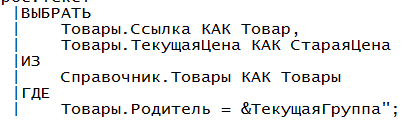 |ВЫБРАТЬ
|    Товары.Ссылка КАК Товар,
|    Товары.ТекущаяЦена КАК СтараяЦена
|ИЗ
|    Справочник.Товары КАК Товары
|ГДЕ
|    Товары.Родитель = &ТекущаяГруппа";